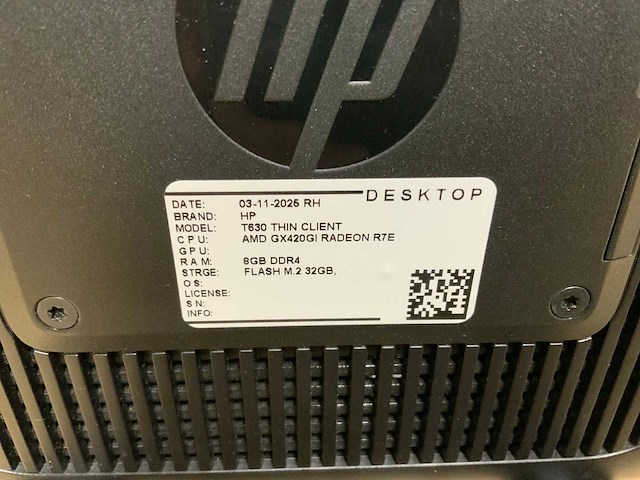 hp
DESKTOP
DATE: 03-11-2025 RH
BRAND: HP
MODEL: T630 THIN CLIENT
CPU: AMD GX420GI RADEON R7E
GPU:
RAM: 8GB DDR4
STRGE: FLASH M.2 32GB,
OS:
LICENSE:
SN:
INFO: